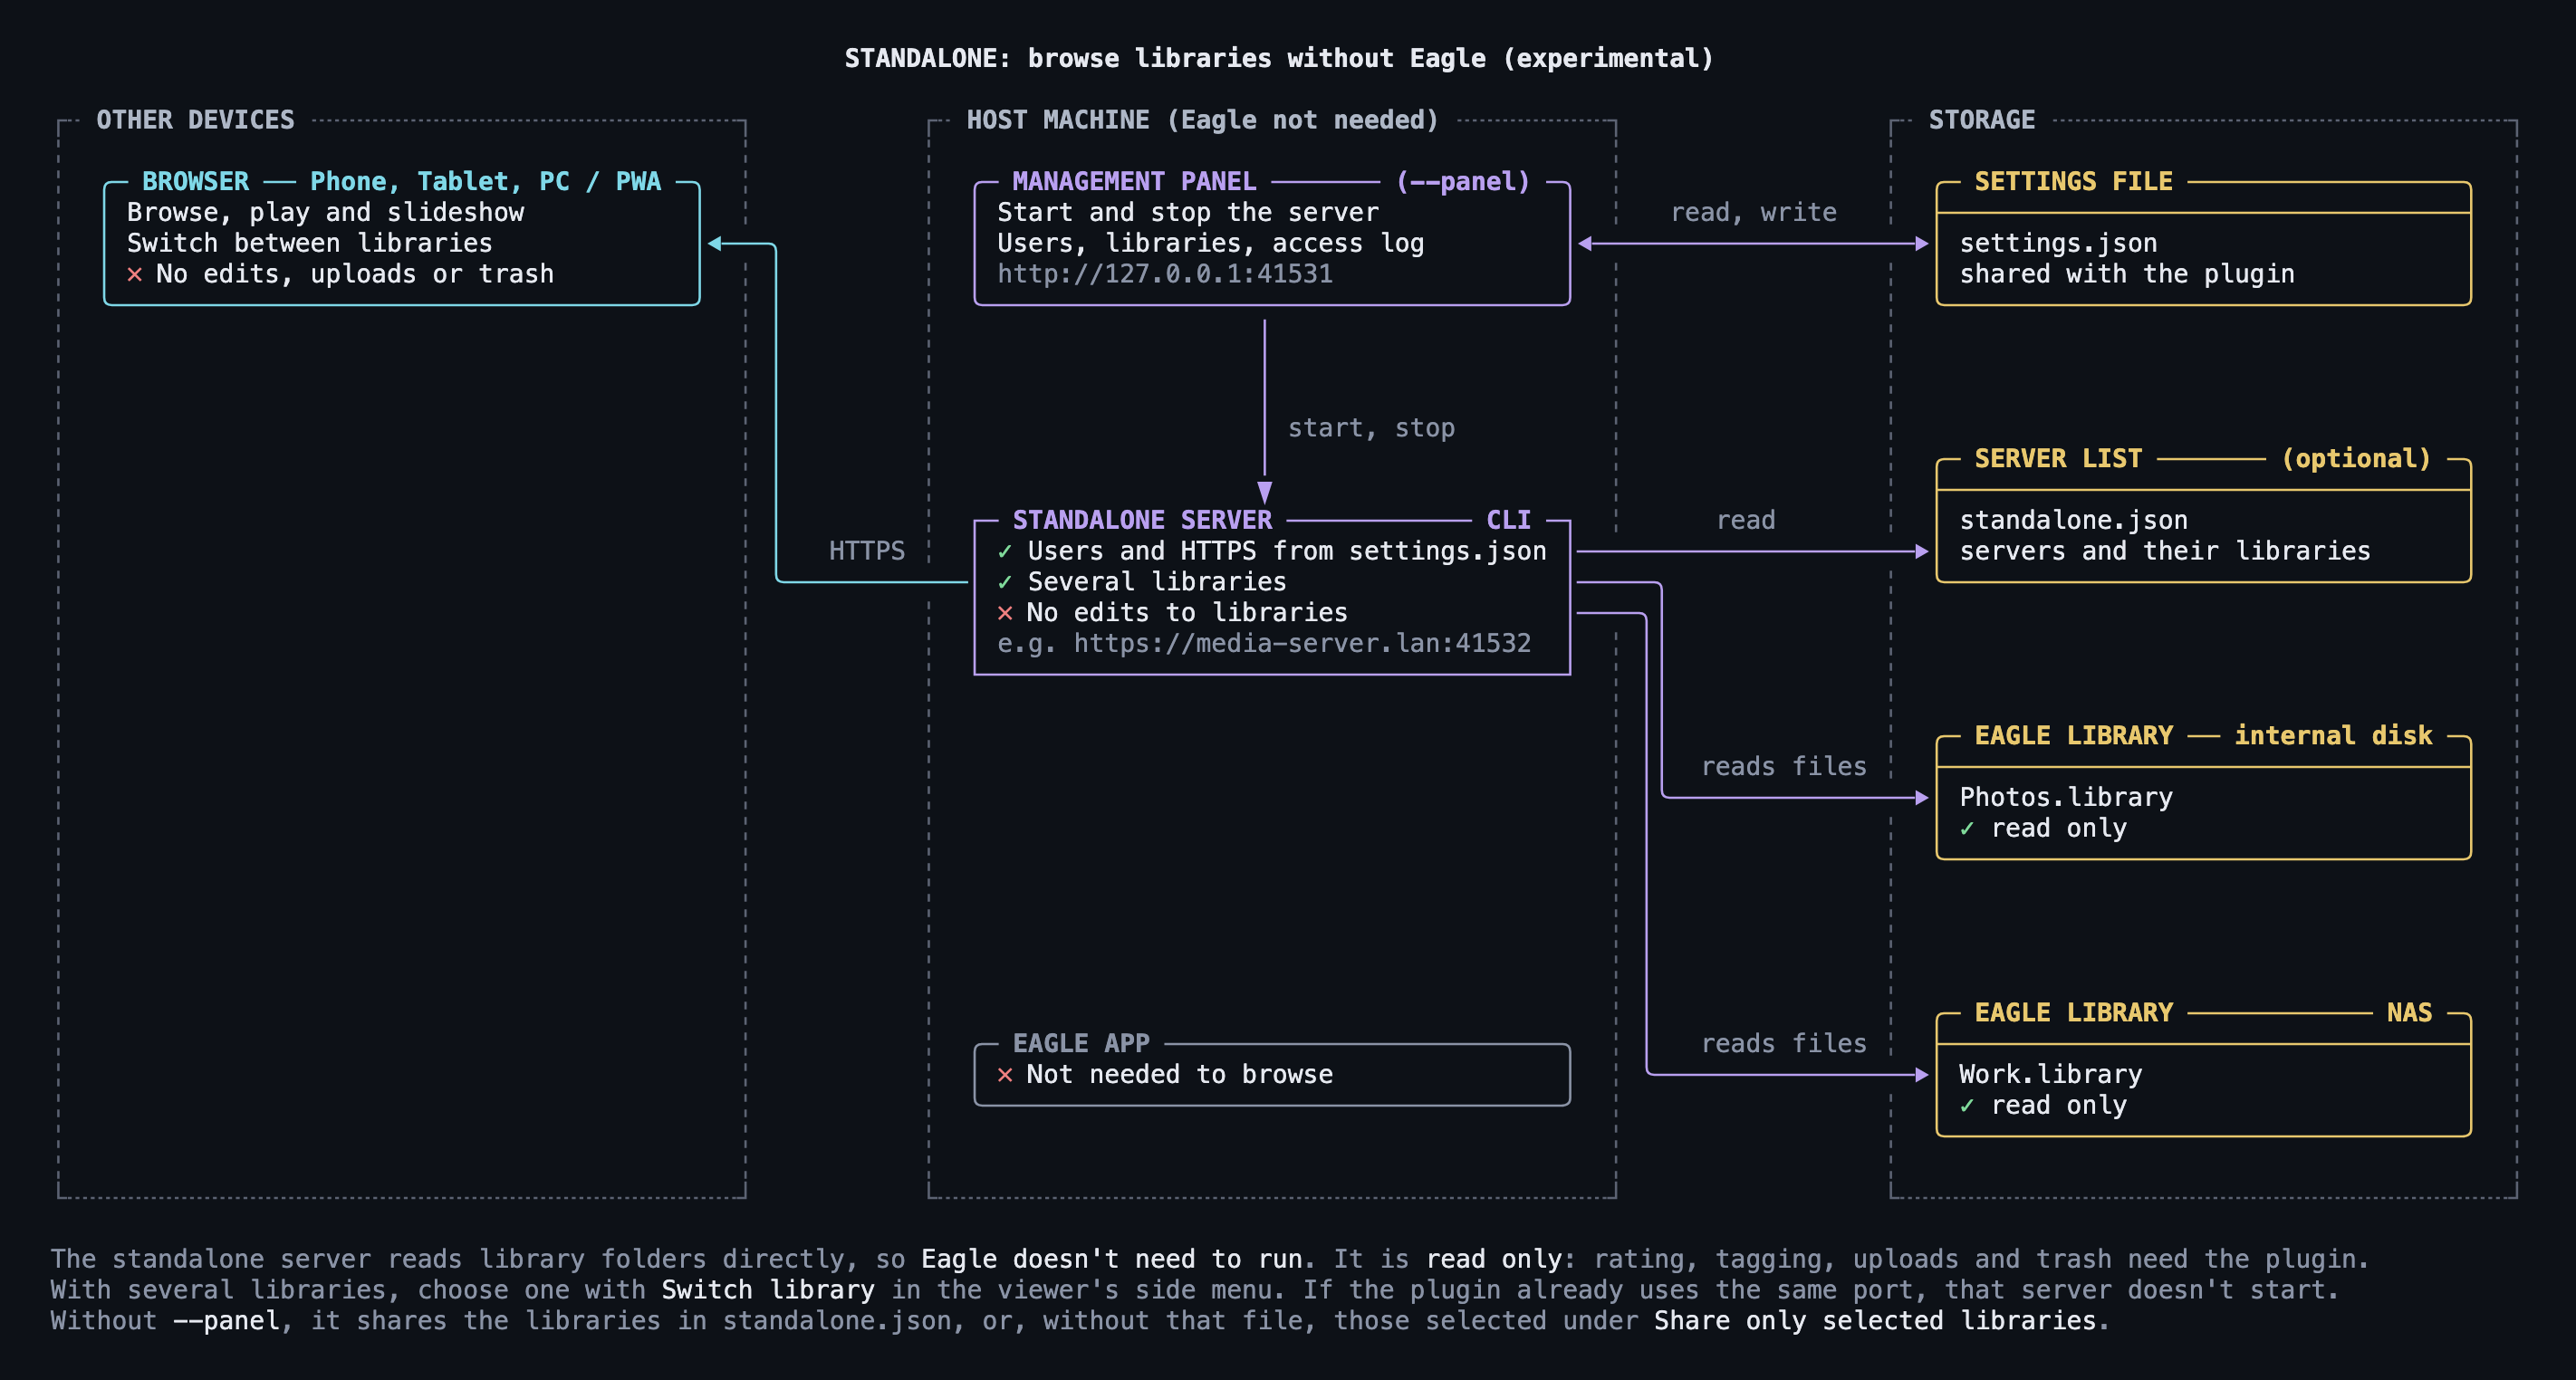 STANDALONE: browse libraries without Eagle (experimental)
OTHER DEVICES
BROWSER — Phone, Tablet, PC / PWA
Browse, play and slideshow
Switch between libraries
✕ No edits, uploads or trash
HTTPS
HOST MACHINE (Eagle not needed)
MANAGEMENT PANEL (--panel)
Start and stop the server
Users, libraries, access log
http://127.0.0.1:41531
start, stop
STANDALONE SERVER CLI
✓ Users and HTTPS from settings.json
✓ Several libraries
✕ No edits to libraries
e.g. https://media-server.lan:41532
EAGLE APP
✕ Not needed to browse
read, write
read
reads files
reads files
STORAGE
SETTINGS FILE
settings.json
shared with the plugin
SERVER LIST (optional)
standalone.json
servers and their libraries
EAGLE LIBRARY — internal disk
Photos.library
✓ read only
EAGLE LIBRARY NAS
Work.library
✓ read only
The standalone server reads library folders directly, so Eagle doesn't need to run. It is read only: rating, tagging, uploads and trash need the plugin.
With several libraries, choose one with Switch library in the viewer's side menu. If the plugin already uses the same port, that server doesn't start.
Without --panel, it shares the libraries in standalone.json, or, without that file, those selected under Share only selected libraries.